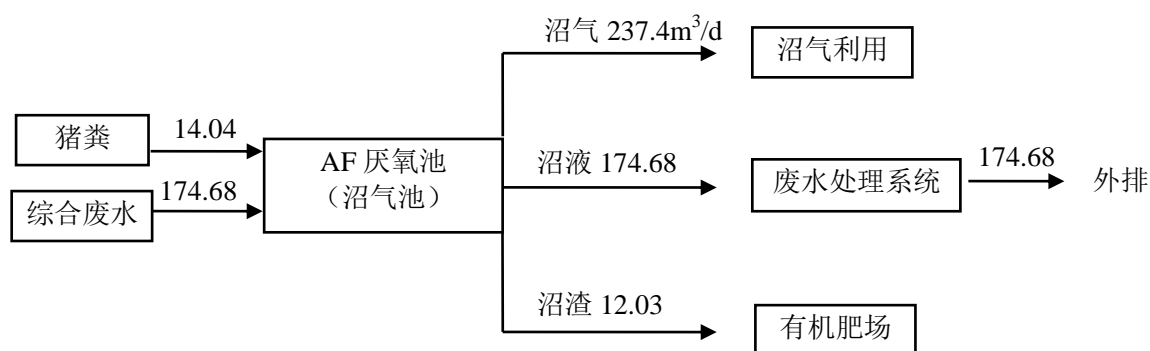 沼气 237.4m³/d
沼气利用
猪粪
14.04
AF 厌氧池
（沼气池）
沼液 174.68
废水处理系统
174.68
外排
综合废水
174.68
沼渣 12.03
有机肥场